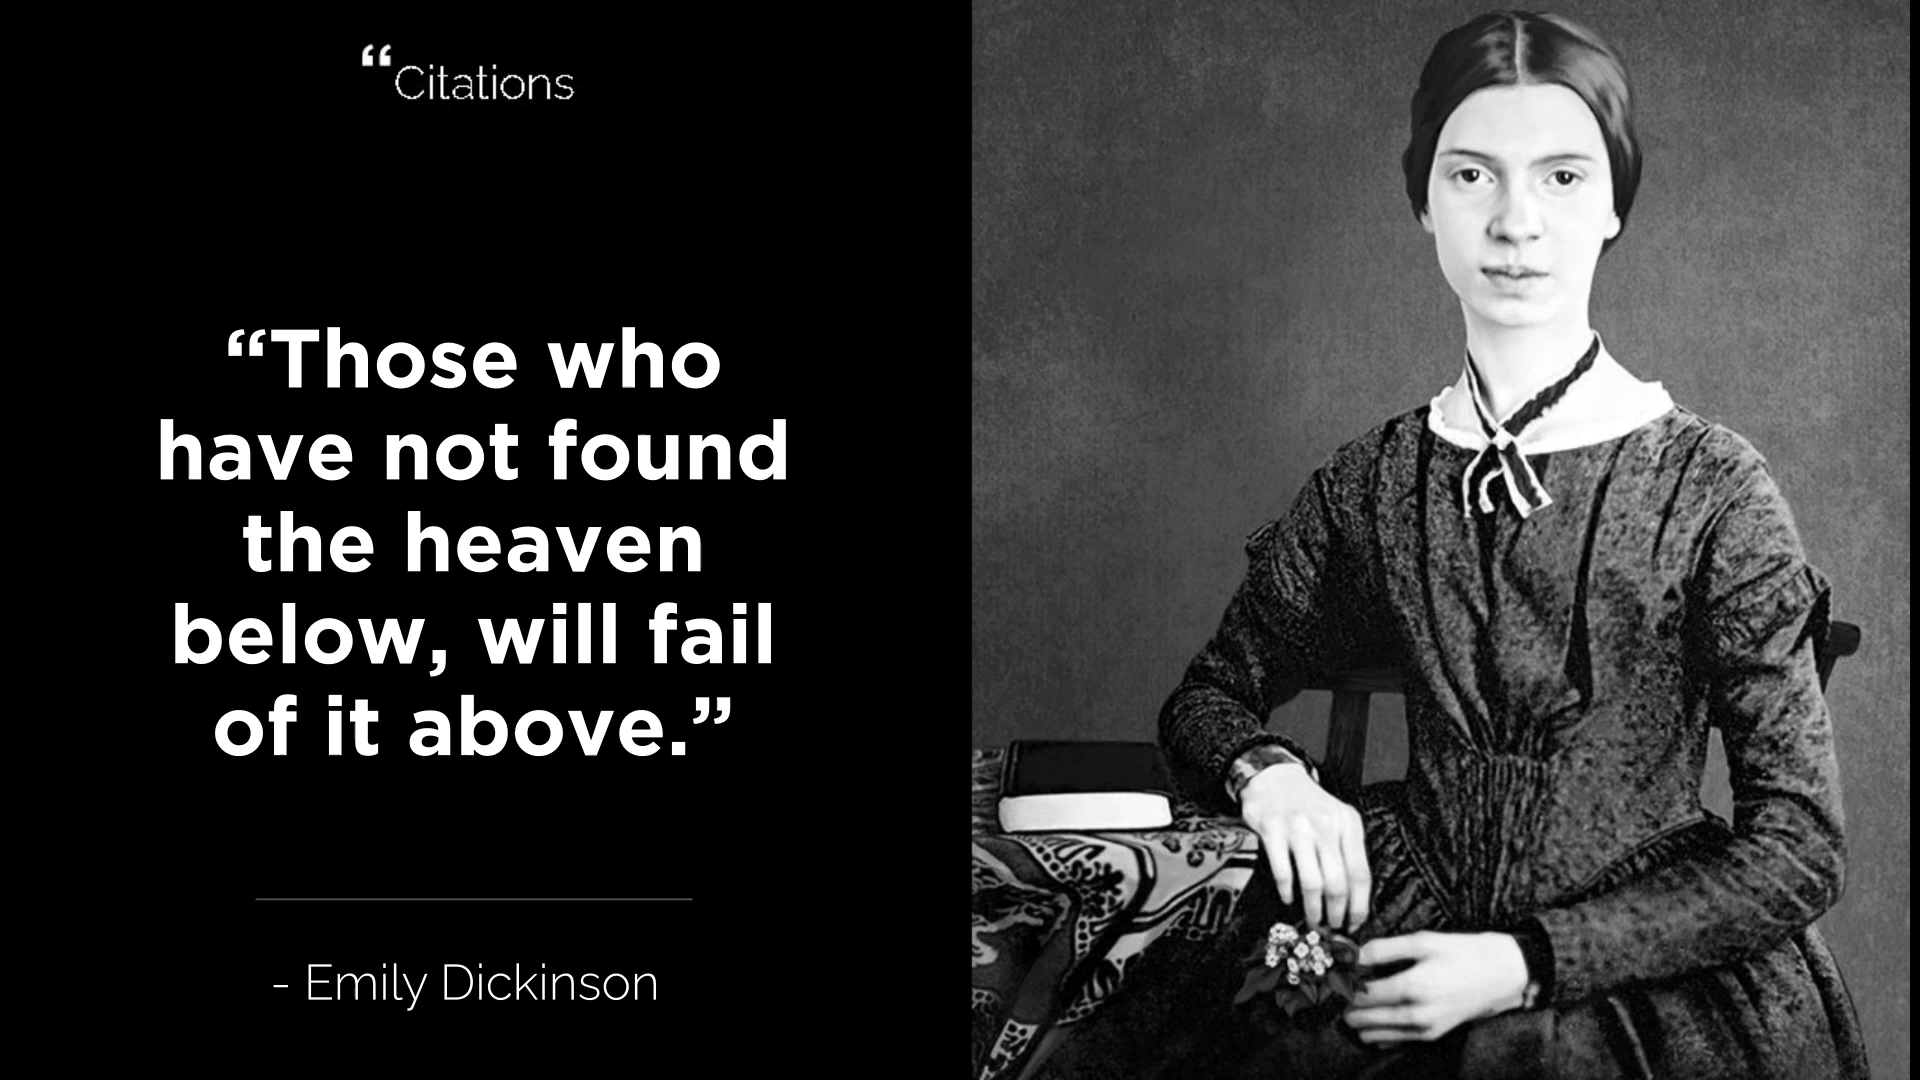 “Citations
“Those who
have not found
the heaven
below, will fail
of it above.”
- Emily Dickinson